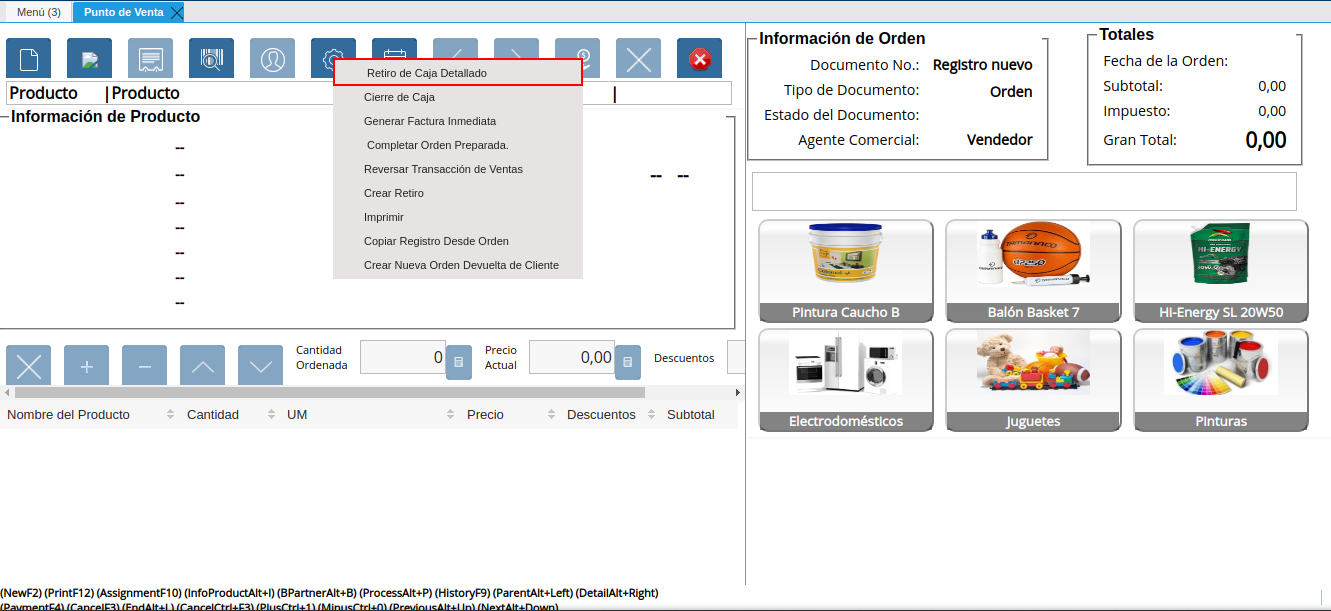 Menú (3)
Punto de Venta
Retiro de Caja Detallado
Cierre de Caja
Generar Factura Inmediata
Completar Orden Preparada.
Reversar Transacción de Ventas
Crear Retiro
Imprimir
Copiar Registro Desde Orden
Crear Nueva Orden Devuelta de Cliente
Producto |Producto |
Información de Producto
--
--
-- --
--
--
--
--
--
Cantidad Ordenada
0
Precio Actual
0,00
Descuentos
Nombre del Producto Cantidad UM Precio Descuentos Subtotal
Información de Orden
Documento No.: Registro nuevo
Tipo de Documento: Orden
Estado del Documento:
Agente Comercial: Vendedor
Totales
Fecha de la Orden:
Subtotal: 0,00
Impuesto: 0,00
Gran Total: 0,00
TAMANACO
B7250
HI-ENERGY
Pintura Caucho B
Balón Basket 7
HI-Energy SL 20W50
Electrodomésticos
Juguetes
Pinturas
(NewF2) (PrintF12) (AssignmentF10) (InfoProductAlt+I) (BPartnerAlt+B) (ProcessAlt+P) (HistoryF9) (ParentAlt+Left) (DetailAlt+Right)
(PaymentF4) (CancelF3) (EndAlt+L) (CancelCtrl+F3) (PlusCtrl+1) (MinusCtrl+0) (PreviousAlt+Up) (NextAlt+Down)